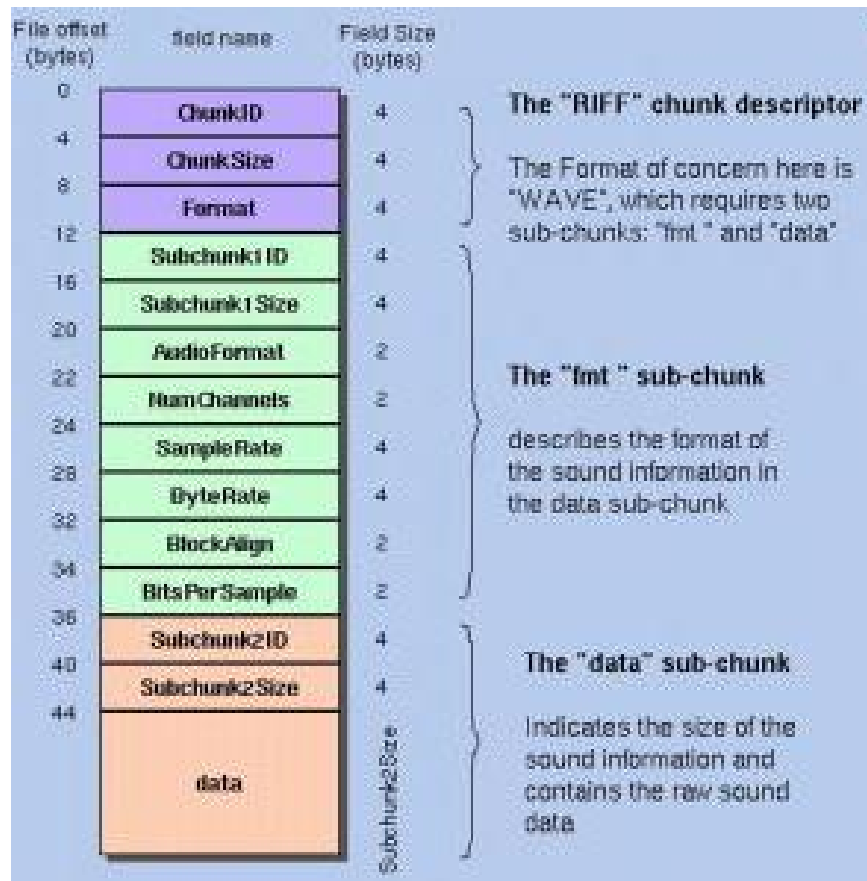 File offset
(bytes)
field name
Field Size
(bytes)
0
ChunkID
4
The "RIFF" chunk descriptor
4
ChunkSize
4
The Format of concern here is
"WAVE", which requires two
sub-chunks: "fmt " and "data"
8
Format
4
12
Subchunk1ID
4
16
Subchunk1Size
4
20
AudioFormat
2
The "fmt " sub-chunk
22
NumChannels
2
describes the format of
the sound information in
the data sub-chunk
24
SampleRate
4
28
ByteRate
4
32
BlockAlign
2
34
BitsPerSample
2
36
Subchunk2ID
4
The "data" sub-chunk
40
Subchunk2Size
4
Indicates the size of the
sound information and
contains the raw sound
data
44
data
Subchunk2Size